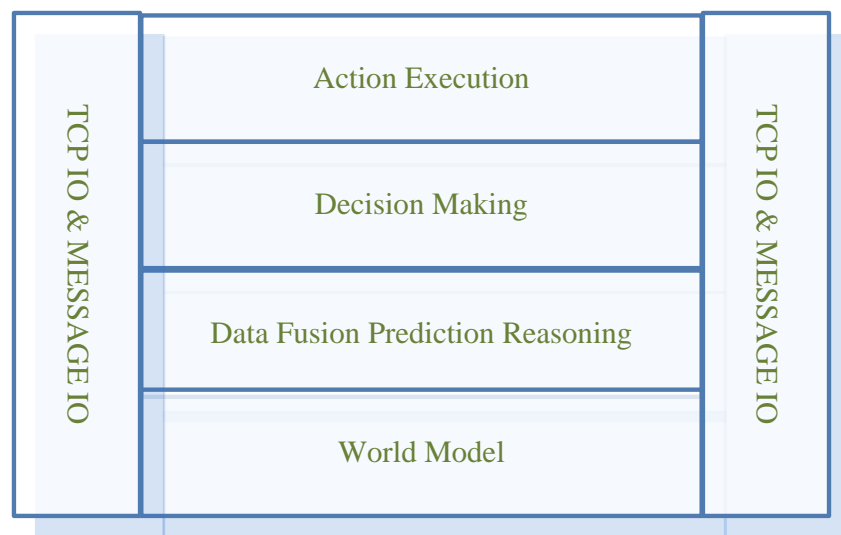 TCP IO & MESSAGE IO
Action Execution
Decision Making
Data Fusion Prediction Reasoning
World Model
TCP IO & MESSAGE IO